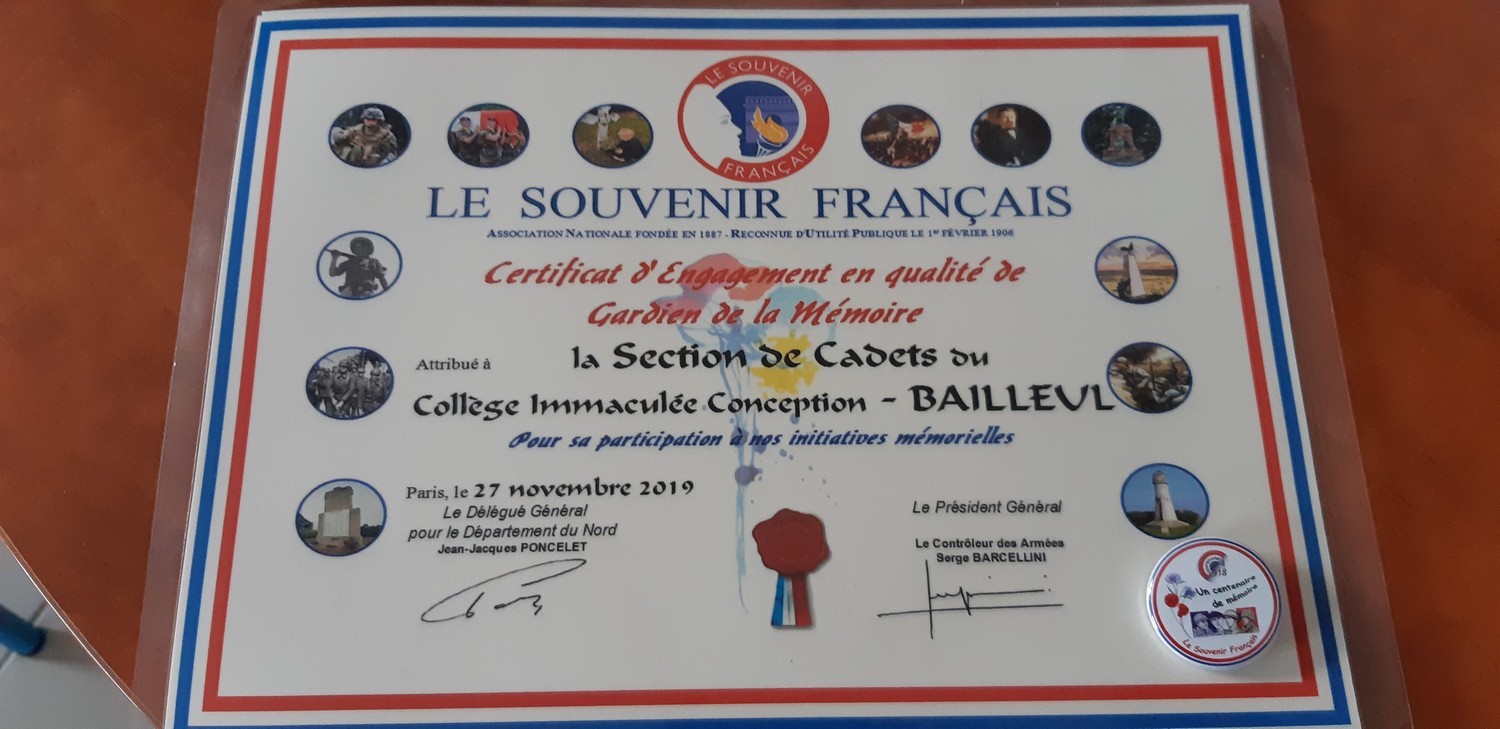 LE SOUVENIR
FRANÇAIS
LE SOUVENIR FRANÇAIS
ASSOCIATION NATIONALE FONDÉE EN 1887 - RECONNUE D'UTILITÉ PUBLIQUE LE 1er FÉVRIER 1906
Certificat d'Engagement en qualité de
Gardien de la Mémoire
Attribué à la Section de Cadets du
Collège Immaculée Conception - BAILLEUL
Pour sa participation à nos initiatives mémorielles
Paris, le 27 novembre 2019
Le Délégué Général
pour le Département du Nord
Jean-Jacques PONCELET
Le Président Général
Le Contrôleur des Armées
Serge BARCELLINI
18
Un centenaire
de mémoire
Le Souvenir Français